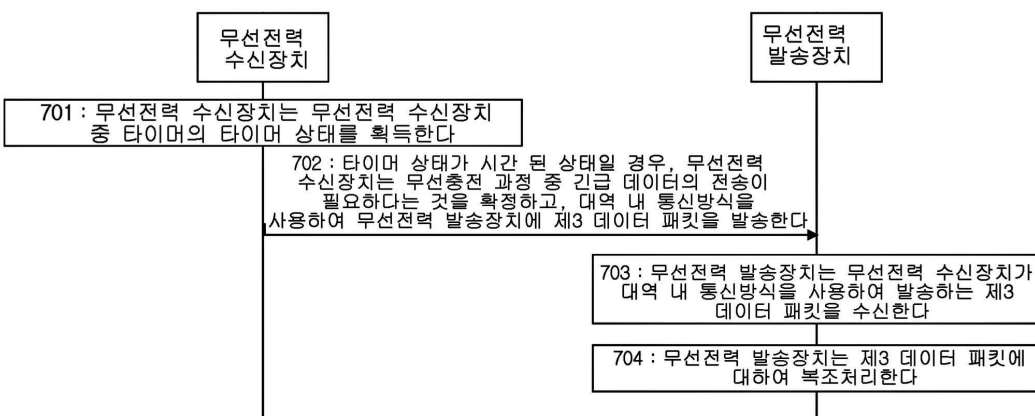 무선전력
수신장치
무선전력
발송장치
701 : 무선전력 수신장치는 무선전력 수신장치
중 타이머의 타이머 상태를 획득한다
702 : 타이머 상태가 시간 된 상태일 경우, 무선전력
수신장치는 무선충전 과정 중 긴급 데이터의 전송이
필요하다는 것을 확정하고, 대역 내 통신방식을
사용하여 무선전력 발송장치에 제3 데이터 패킷을 발송한다
703 : 무선전력 발송장치는 무선전력 수신장치가
대역 내 통신방식을 사용하여 발송하는 제3
데이터 패킷을 수신한다
704 : 무선전력 발송장치는 제3 데이터 패킷에
대하여 복조처리한다